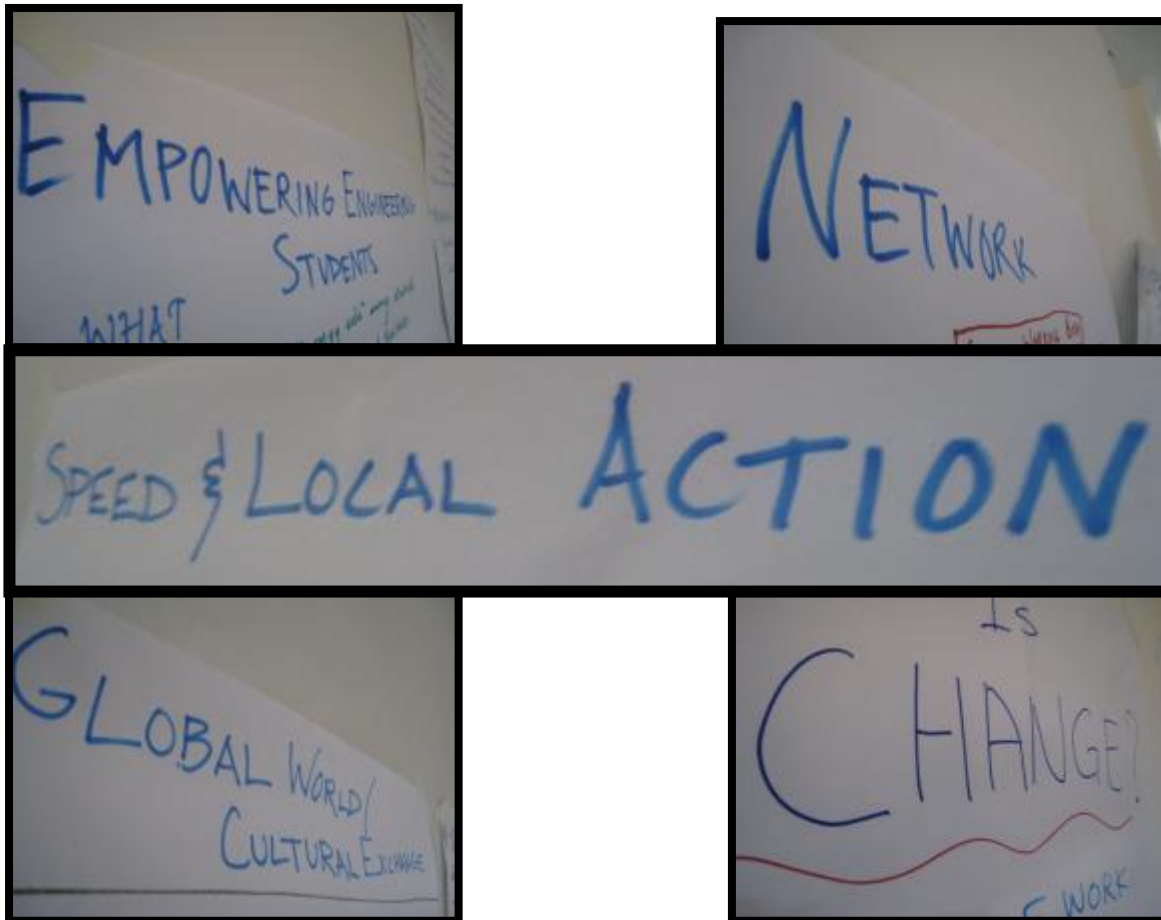 EMPOWERING ENGINEERING
STUDENTS
WHAT
NETWORK
SPEED & LOCAL ACTION
GLOBAL WORLD/
CULTURAL EXCHANGE
Is
CHANGE?
WORK